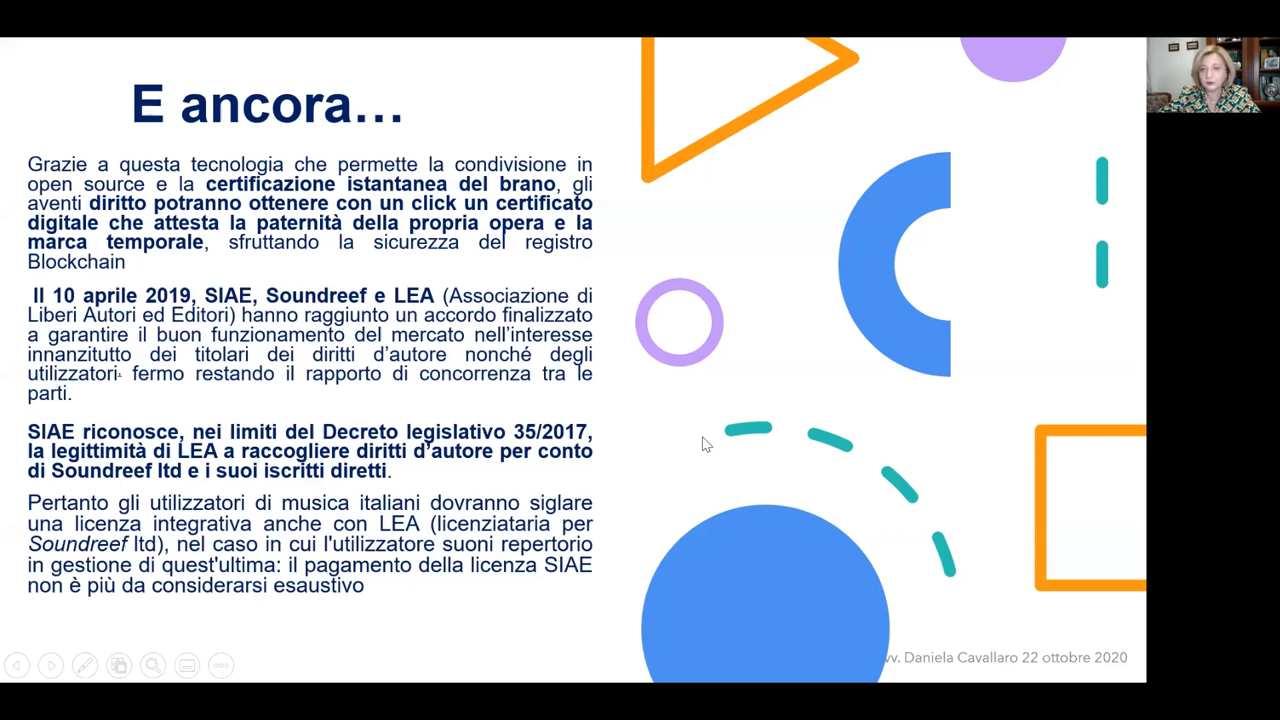 E ancora…
Grazie a questa tecnologia che permette la condivisione in
open source e la certificazione istantanea del brano, gli
aventi diritto potranno ottenere con un click un certificato
digitale che attesta la paternità della propria opera e la
marca temporale, sfruttando la sicurezza del registro
Blockchain
Il 10 aprile 2019, SIAE, Soundreef e LEA (Associazione di
Liberi Autori ed Editori) hanno raggiunto un accordo finalizzato
a garantire il buon funzionamento del mercato nell'interesse
innanzitutto dei titolari dei diritti d'autore nonché degli
utilizzatori, fermo restando il rapporto di concorrenza tra le
parti.
SIAE riconosce, nei limiti del Decreto legislativo 35/2017,
la legittimità di LEA a raccogliere diritti d'autore per conto
di Soundreef ltd e i suoi iscritti diretti.
Pertanto gli utilizzatori di musica italiani dovranno siglare
una licenza integrativa anche con LEA (licenziataria per
Soundreef ltd), nel caso in cui l'utilizzatore suoni repertorio
in gestione di quest'ultima: il pagamento della licenza SIAE
non è più da considerarsi esaustivo
vv. Daniela Cavallaro 22 ottobre 2020